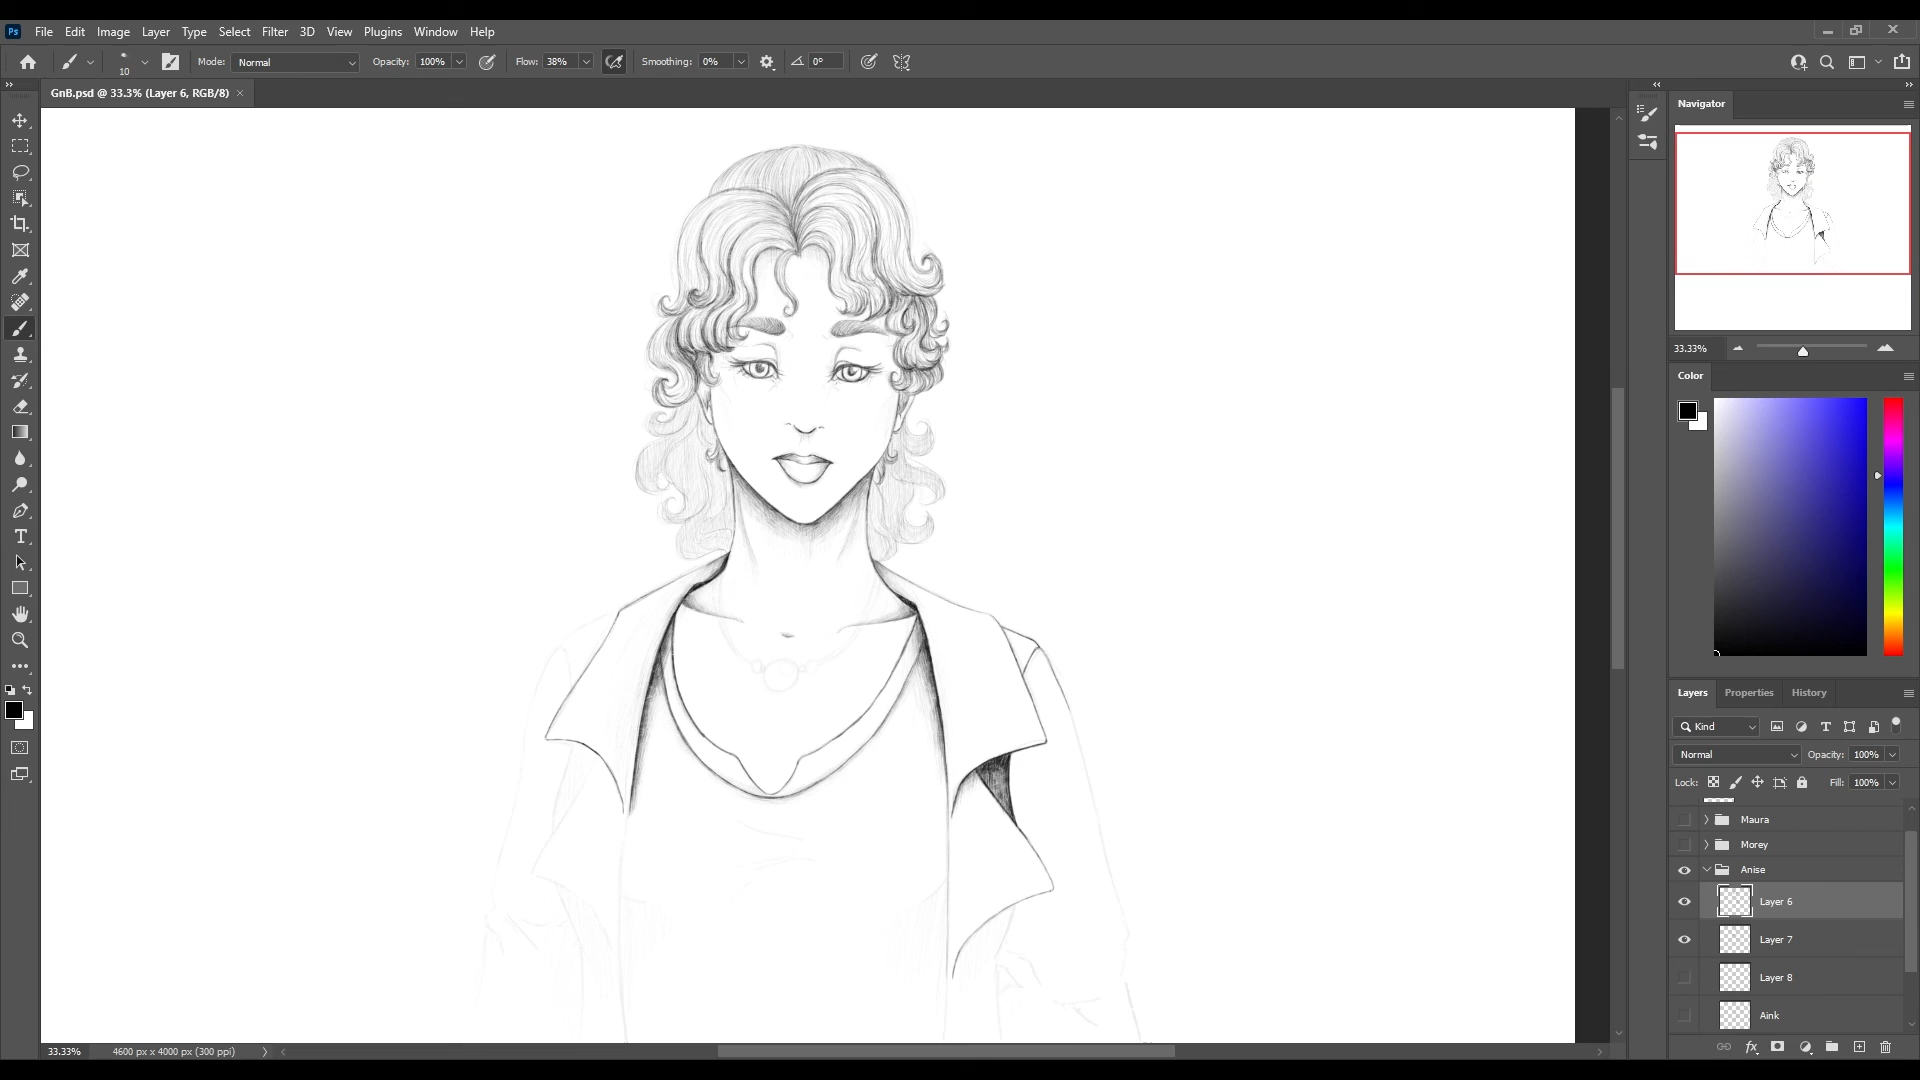 Ps File Edit Image Layer Type Select Filter 3D View Plugins Window Help
10 Mode: Normal Opacity: 100% Flow: 38% Smoothing: 0% 0°
GnB.psd @ 33.3% (Layer 6, RGB/8) ×
Navigator
33.33%
Color
Layers Properties History
Kind
Normal Opacity: 100%
Lock: Fill: 100%
Maura
Morey
Anise
Layer 6
Layer 7
Layer 8
Aink
33.33% 4600 px x 4000 px (300 ppi)